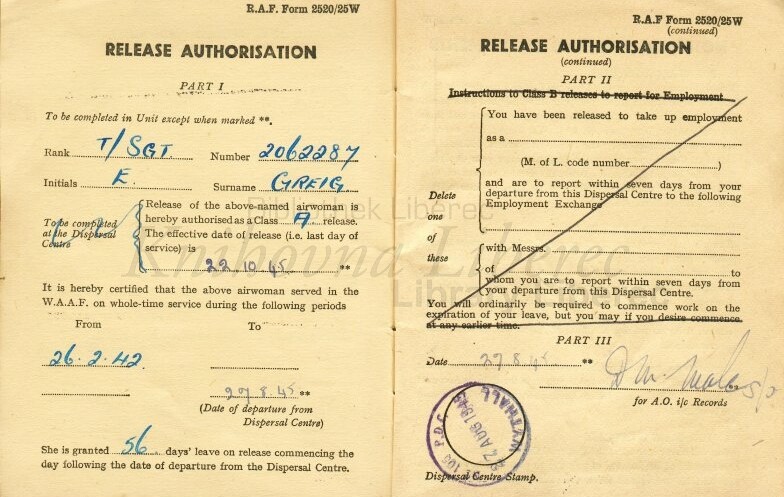 R.A.F. Form 2520/25W
RELEASE AUTHORISATION
PART I
To be completed in Unit except when marked **.
Rank T/SGT. Number 2062287
Initials E. Surname GREIG
To be completed
at the Dispersal
Centre
Release of the above-named airwoman is
hereby authorised as a Class A release.
The effective date of release (i.e. last day of
service) is
22.10.45 **
It is hereby certified that the above airwoman served in the
W.A.A.F. on whole-time service during the following periods
From To
26.2.42
27.8.45 **
(Date of departure from
Dispersal Centre)
She is granted 56 days' leave on release commencing the
day following the date of departure from the Dispersal Centre.
R.A.F Form 2520/25W
(continued)
RELEASE AUTHORISATION
(continued)
PART II
Instructions to Class B releases to report for Employment
You have been released to take up employment
as a
(M. of L. code number)
and are to report within seven days from your
departure from this Dispersal Centre to the following
Employment Exchange
Delete
one
of
these
with Messrs.
of to
whom you are to report within seven days from
your departure from this Dispersal Centre.
You will ordinarily be required to commence work on the
expiration of your leave, but you may if you desire commence
at any earlier time.
PART III
Date 27.8.45 **
**
for A.O. i/c Records
105 P.D.C.
27 AUG 1945
Dispersal Centre Stamp.
Knihovna Liberec